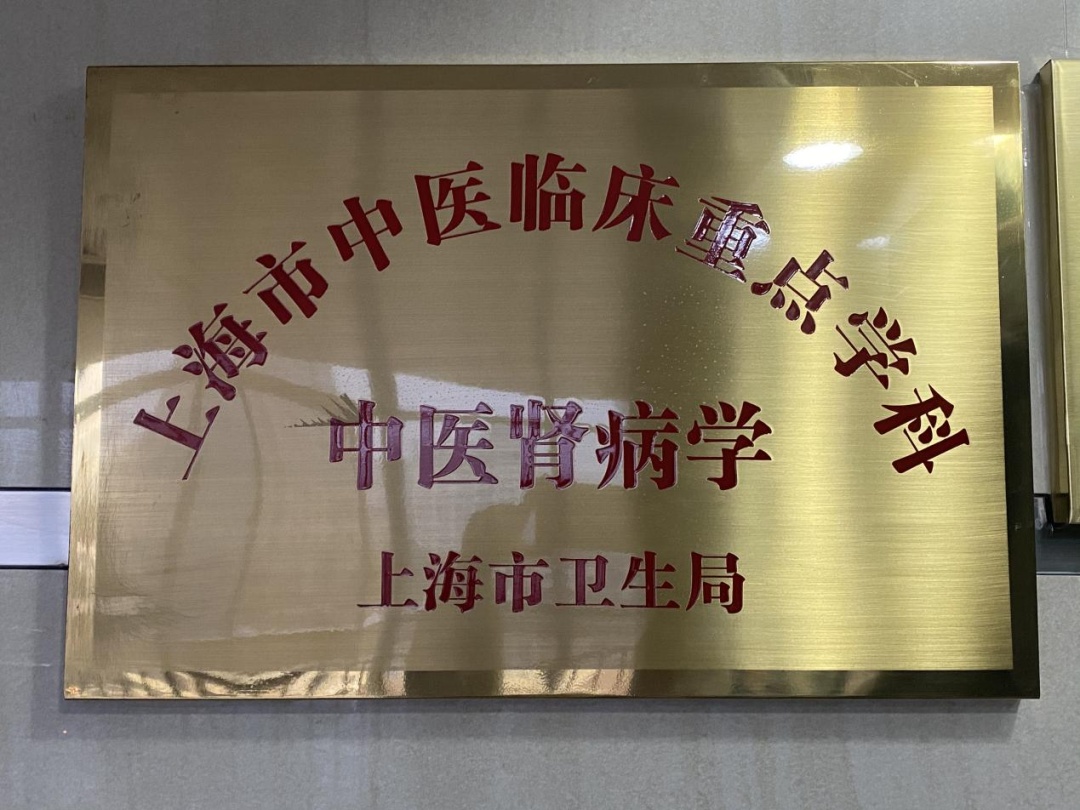 上海市中医临床重点学科
中医肾病学
上海市卫生局